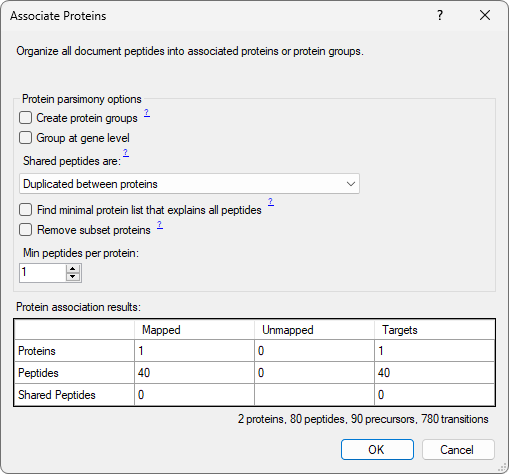 Associate Proteins ?
Organize all document peptides into associated proteins or protein groups.
Protein parsimony options
Create protein groups ?
Group at gene level
Shared peptides are: ?
Duplicated between proteins
Find minimal protein list that explains all peptides ?
Remove subset proteins ?
Min peptides per protein:
1
Protein association results:
Mapped Unmapped Targets
Proteins 1 0 1
Peptides 40 0 40
Shared Peptides 0 0
2 proteins, 80 peptides, 90 precursors, 780 transitions
OK Cancel